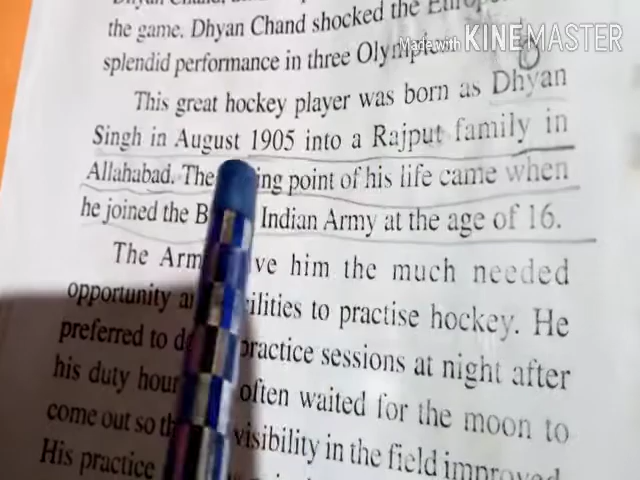 the game. Dhyan Chand shocked the
Made with KINEMASTER
splendid performance in three
This great hockey player was born as Dhyan
Singh in August 1905 into a Rajput family in
Allahabad. The ing point of his life came when
he joined the B Indian Army at the age of 16.
The Arm ve him the much needed
opportunity a ilities to practise hockey. He
preferred to d practice sessions at night after
his duty hour often waited for the moon to
come out so th visibility in the field improved
His practice